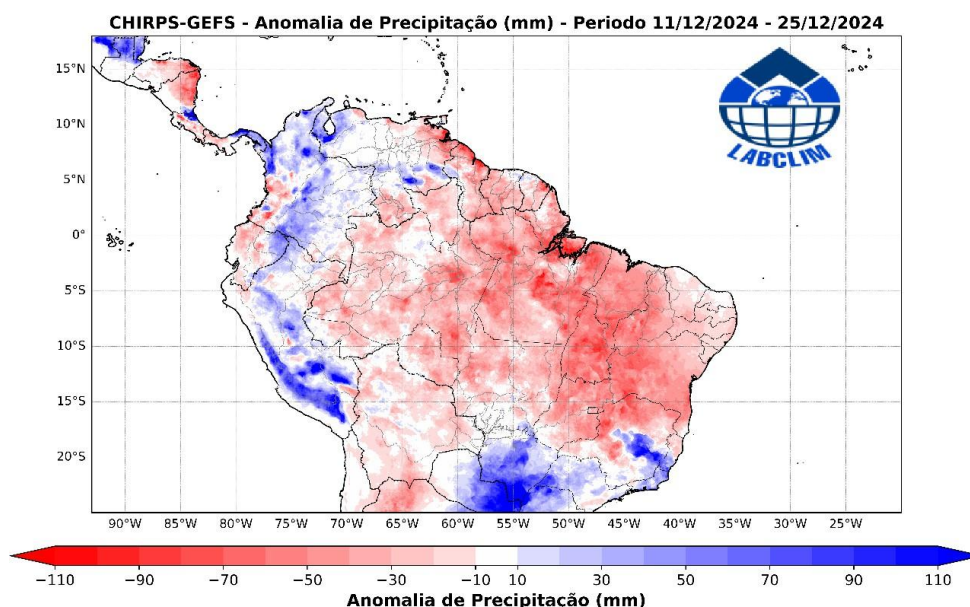 CHIRPS-GEFS - Anomalia de Precipitação (mm) - Periodo 11/12/2024 - 25/12/2024
LABCLIM
15°N
10°N
5°N
0°
5°S
10°S
15°S
20°S
90°W 85°W 80°W 75°W 70°W 65°W 60°W 55°W 50°W 45°W 40°W 35°W 30°W 25°W
−110 −90 −70 −50 −30 −10 10 30 50 70 90 110
Anomalia de Precipitação (mm)